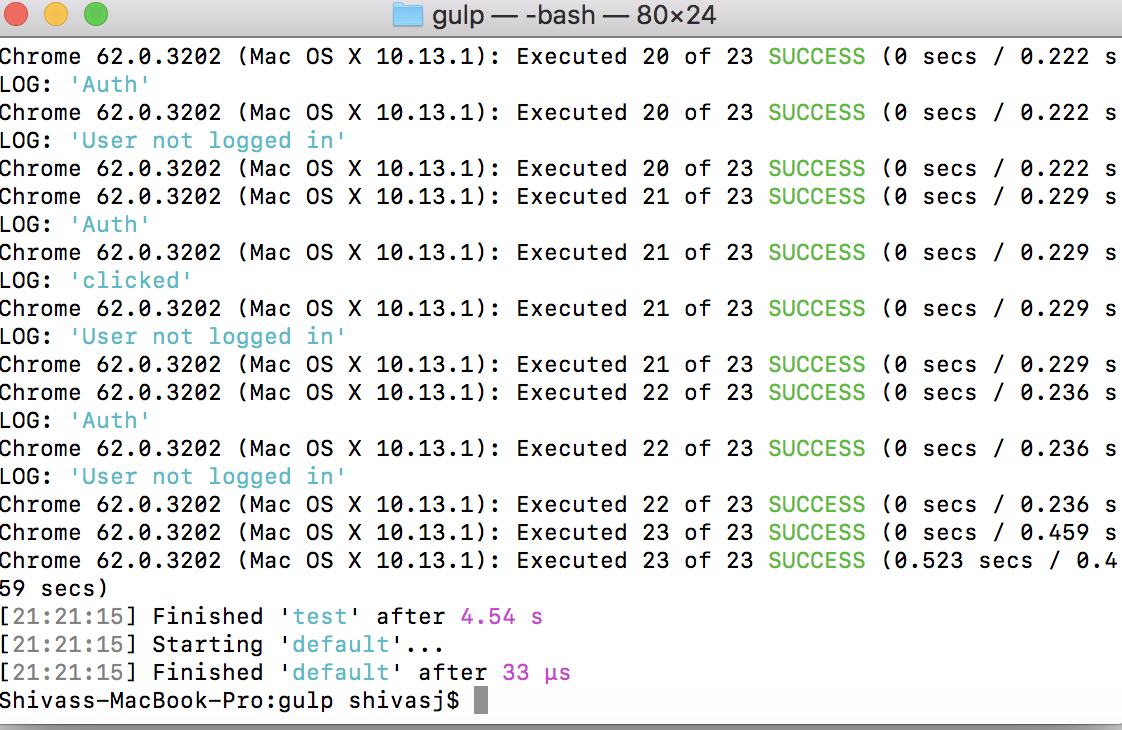 gulp — -bash — 80×24
Chrome 62.0.3202 (Mac OS X 10.13.1): Executed 20 of 23 SUCCESS (0 secs / 0.222 s
LOG: 'Auth'
Chrome 62.0.3202 (Mac OS X 10.13.1): Executed 20 of 23 SUCCESS (0 secs / 0.222 s
LOG: 'User not logged in'
Chrome 62.0.3202 (Mac OS X 10.13.1): Executed 20 of 23 SUCCESS (0 secs / 0.222 s
Chrome 62.0.3202 (Mac OS X 10.13.1): Executed 21 of 23 SUCCESS (0 secs / 0.229 s
LOG: 'Auth'
Chrome 62.0.3202 (Mac OS X 10.13.1): Executed 21 of 23 SUCCESS (0 secs / 0.229 s
LOG: 'clicked'
Chrome 62.0.3202 (Mac OS X 10.13.1): Executed 21 of 23 SUCCESS (0 secs / 0.229 s
LOG: 'User not logged in'
Chrome 62.0.3202 (Mac OS X 10.13.1): Executed 21 of 23 SUCCESS (0 secs / 0.229 s
Chrome 62.0.3202 (Mac OS X 10.13.1): Executed 22 of 23 SUCCESS (0 secs / 0.236 s
LOG: 'Auth'
Chrome 62.0.3202 (Mac OS X 10.13.1): Executed 22 of 23 SUCCESS (0 secs / 0.236 s
LOG: 'User not logged in'
Chrome 62.0.3202 (Mac OS X 10.13.1): Executed 22 of 23 SUCCESS (0 secs / 0.236 s
Chrome 62.0.3202 (Mac OS X 10.13.1): Executed 23 of 23 SUCCESS (0 secs / 0.459 s
Chrome 62.0.3202 (Mac OS X 10.13.1): Executed 23 of 23 SUCCESS (0.523 secs / 0.4
59 secs)
[21:21:15] Finished 'test' after 4.54 s
[21:21:15] Starting 'default'...
[21:21:15] Finished 'default' after 33 μs
Shivass-MacBook-Pro:gulp shivasj$